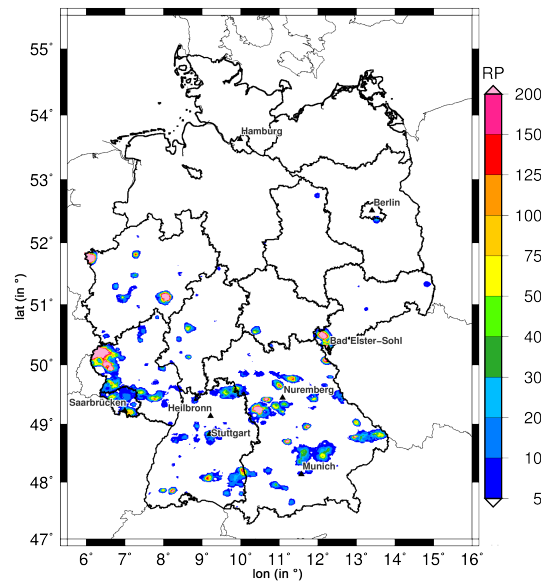 RP
200
150
125
100
75
50
40
30
20
10
5
55˚
54˚
53˚
52˚
51˚
50˚
49˚
48˚
47˚
lat (in ˚)
Hamburg
Berlin
Bad Elster-Sohl
Nuremberg
Saarbrücken
Heilbronn
Stuttgart
Munich
6˚ 7˚ 8˚ 9˚ 10˚ 11˚ 12˚ 13˚ 14˚ 15˚ 16˚
lon (in ˚)